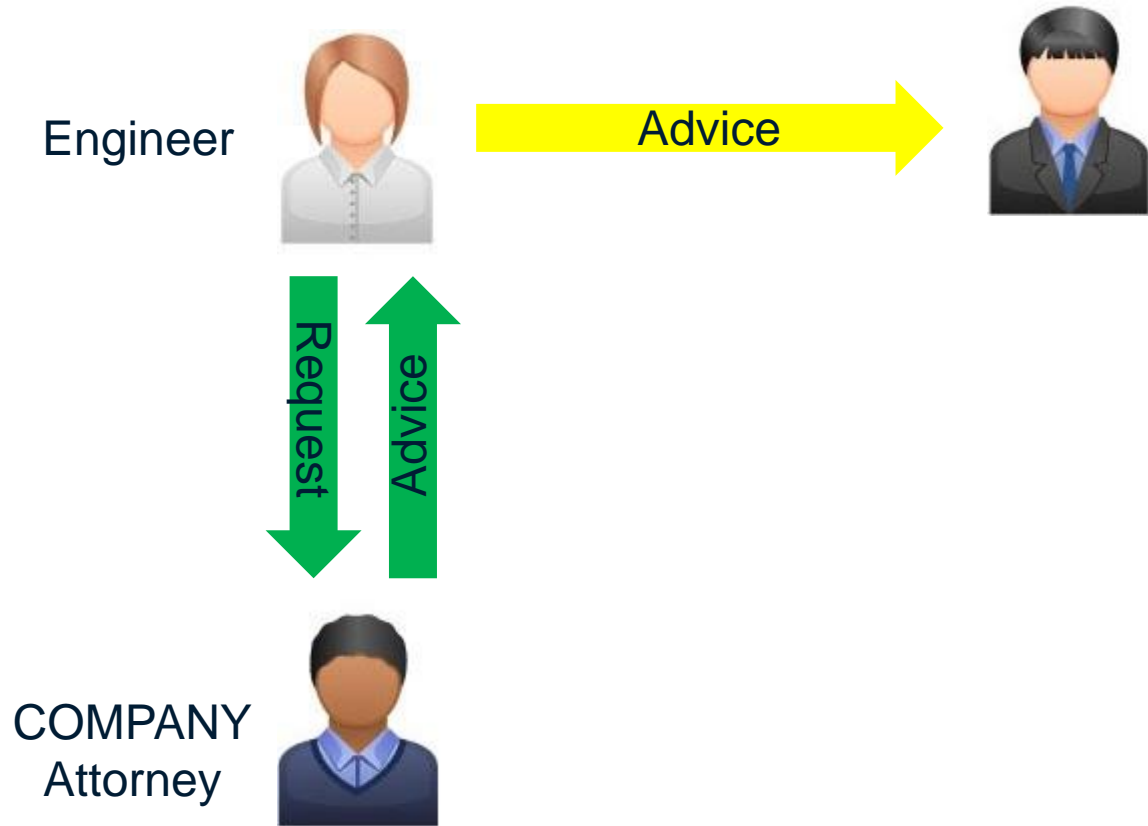 Engineer
Advice
Request
Advice
COMPANY
Attorney